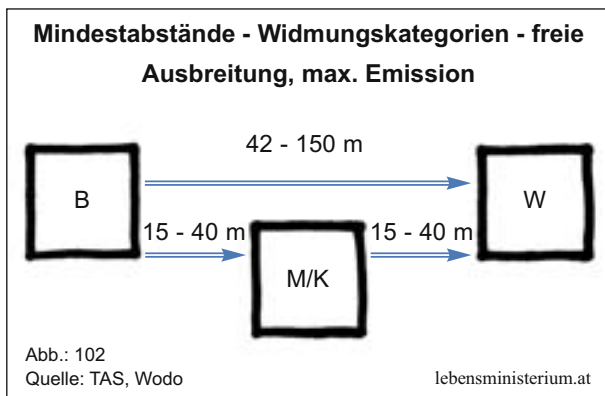 Mindestabstände - Widmungskategorien - freie
Ausbreitung, max. Emission
42 - 150 m
B
W
15 - 40 m
15 - 40 m
M/K
Abb.: 102
Quelle: TAS, Wodo
lebensministerium.at